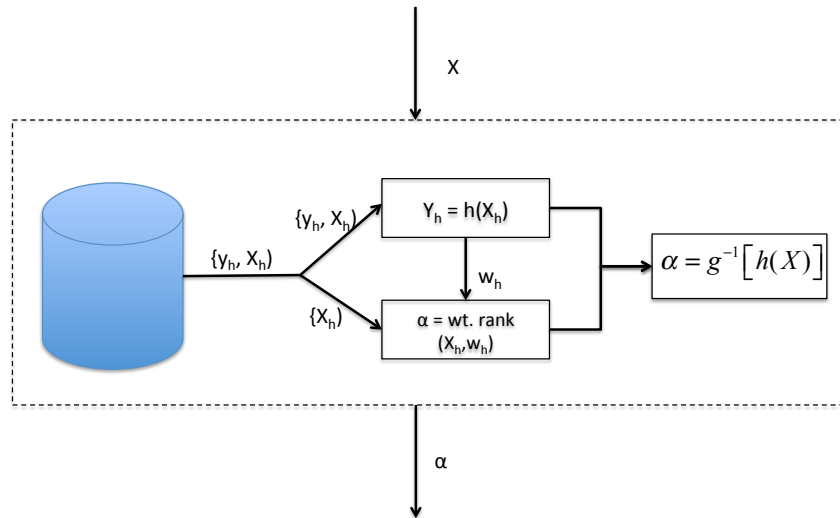 X
{y_h, X_h)
{y_h, X_h)
{X_h)
Y_h = h(X_h)
w_h
α = wt. rank
(X_h,w_h)
α = g⁻¹[h(X)]
α